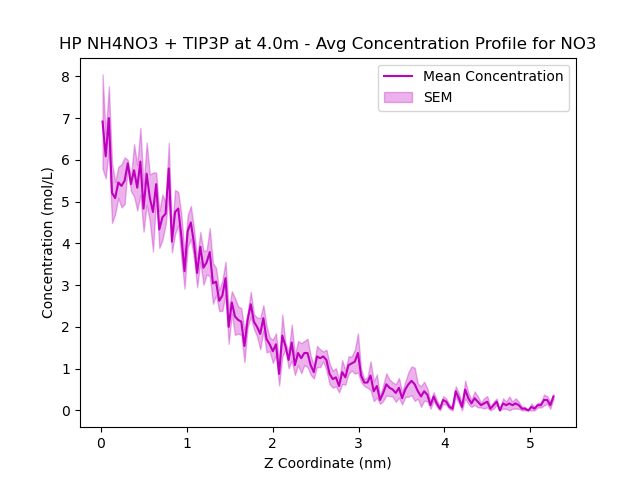 HP NH4NO3 + TIP3P at 4.0m - Avg Concentration Profile for NO3
Mean Concentration
SEM
Concentration (mol/L)
8
7
6
5
4
3
2
1
0
0 1 2 3 4 5
Z Coordinate (nm)